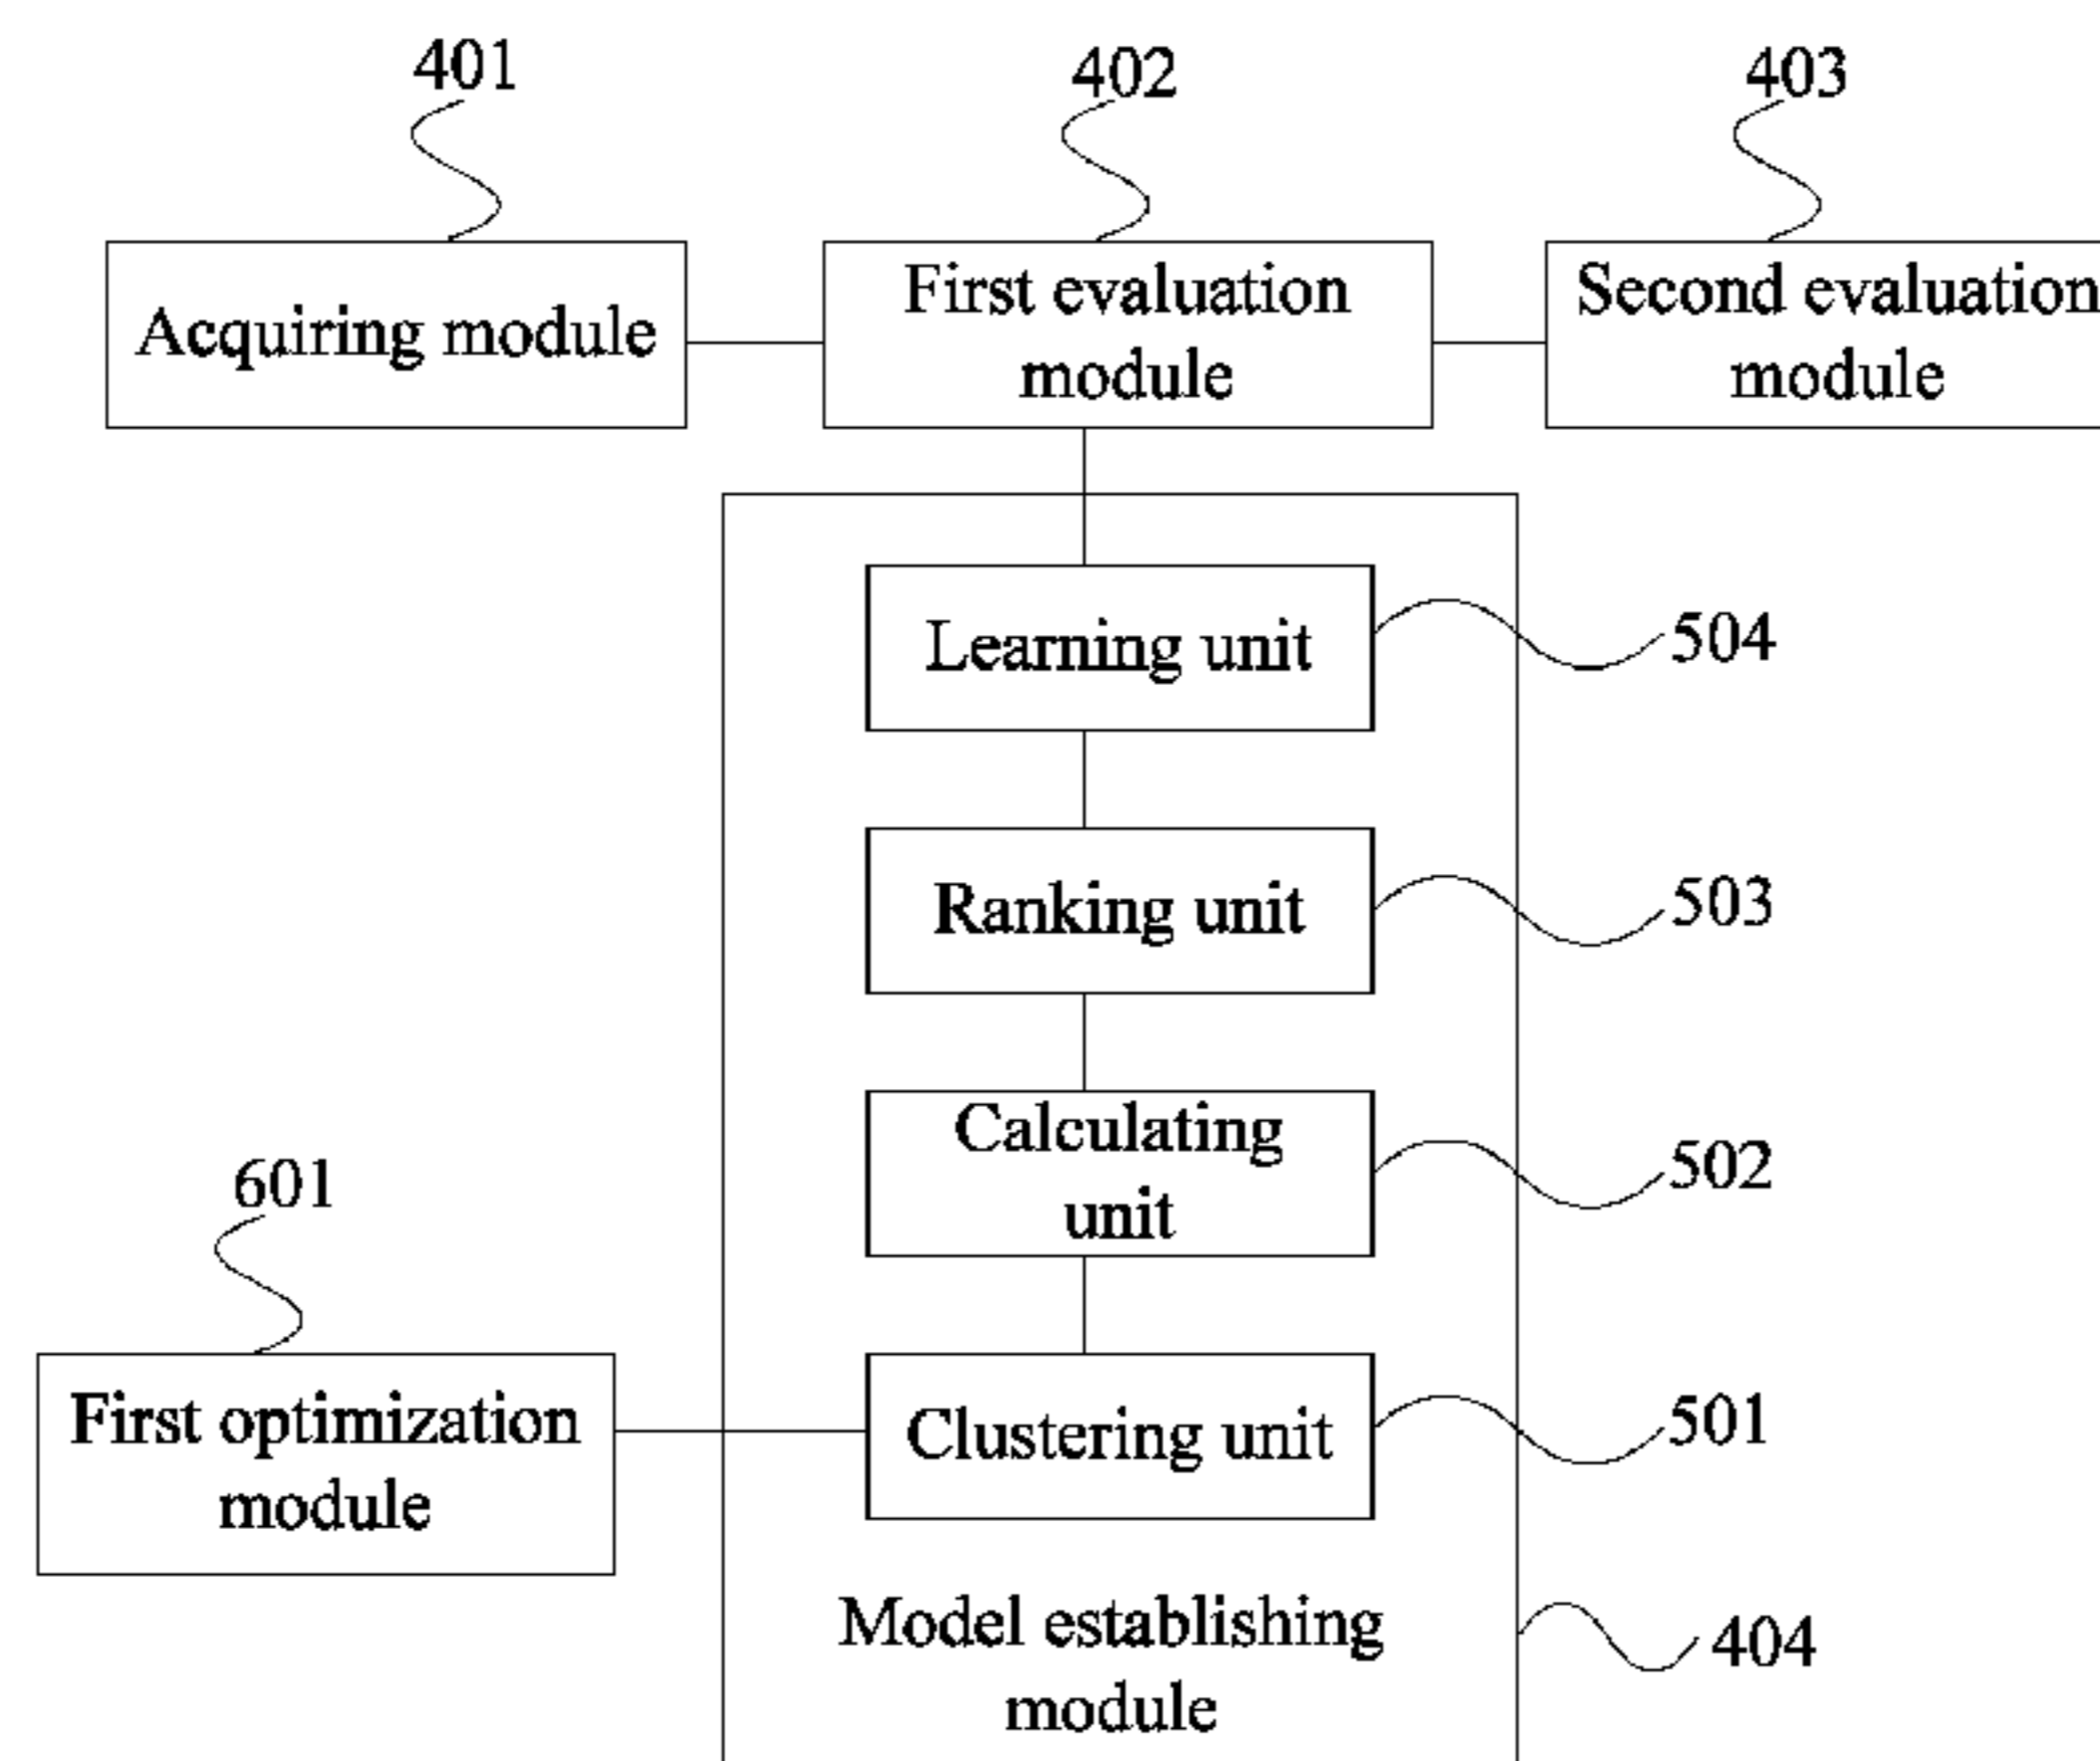 401
402
403
Acquiring module
First evaluation
module
Second evaluation
module
Learning unit
504
Ranking unit
503
Calculating
unit
502
601
First optimization
module
Clustering unit
501
Model establishing
module
404